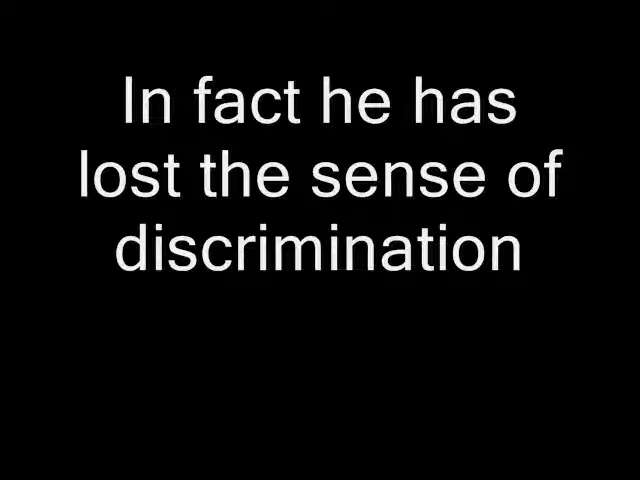 In fact he has
lost the sense of
discrimination